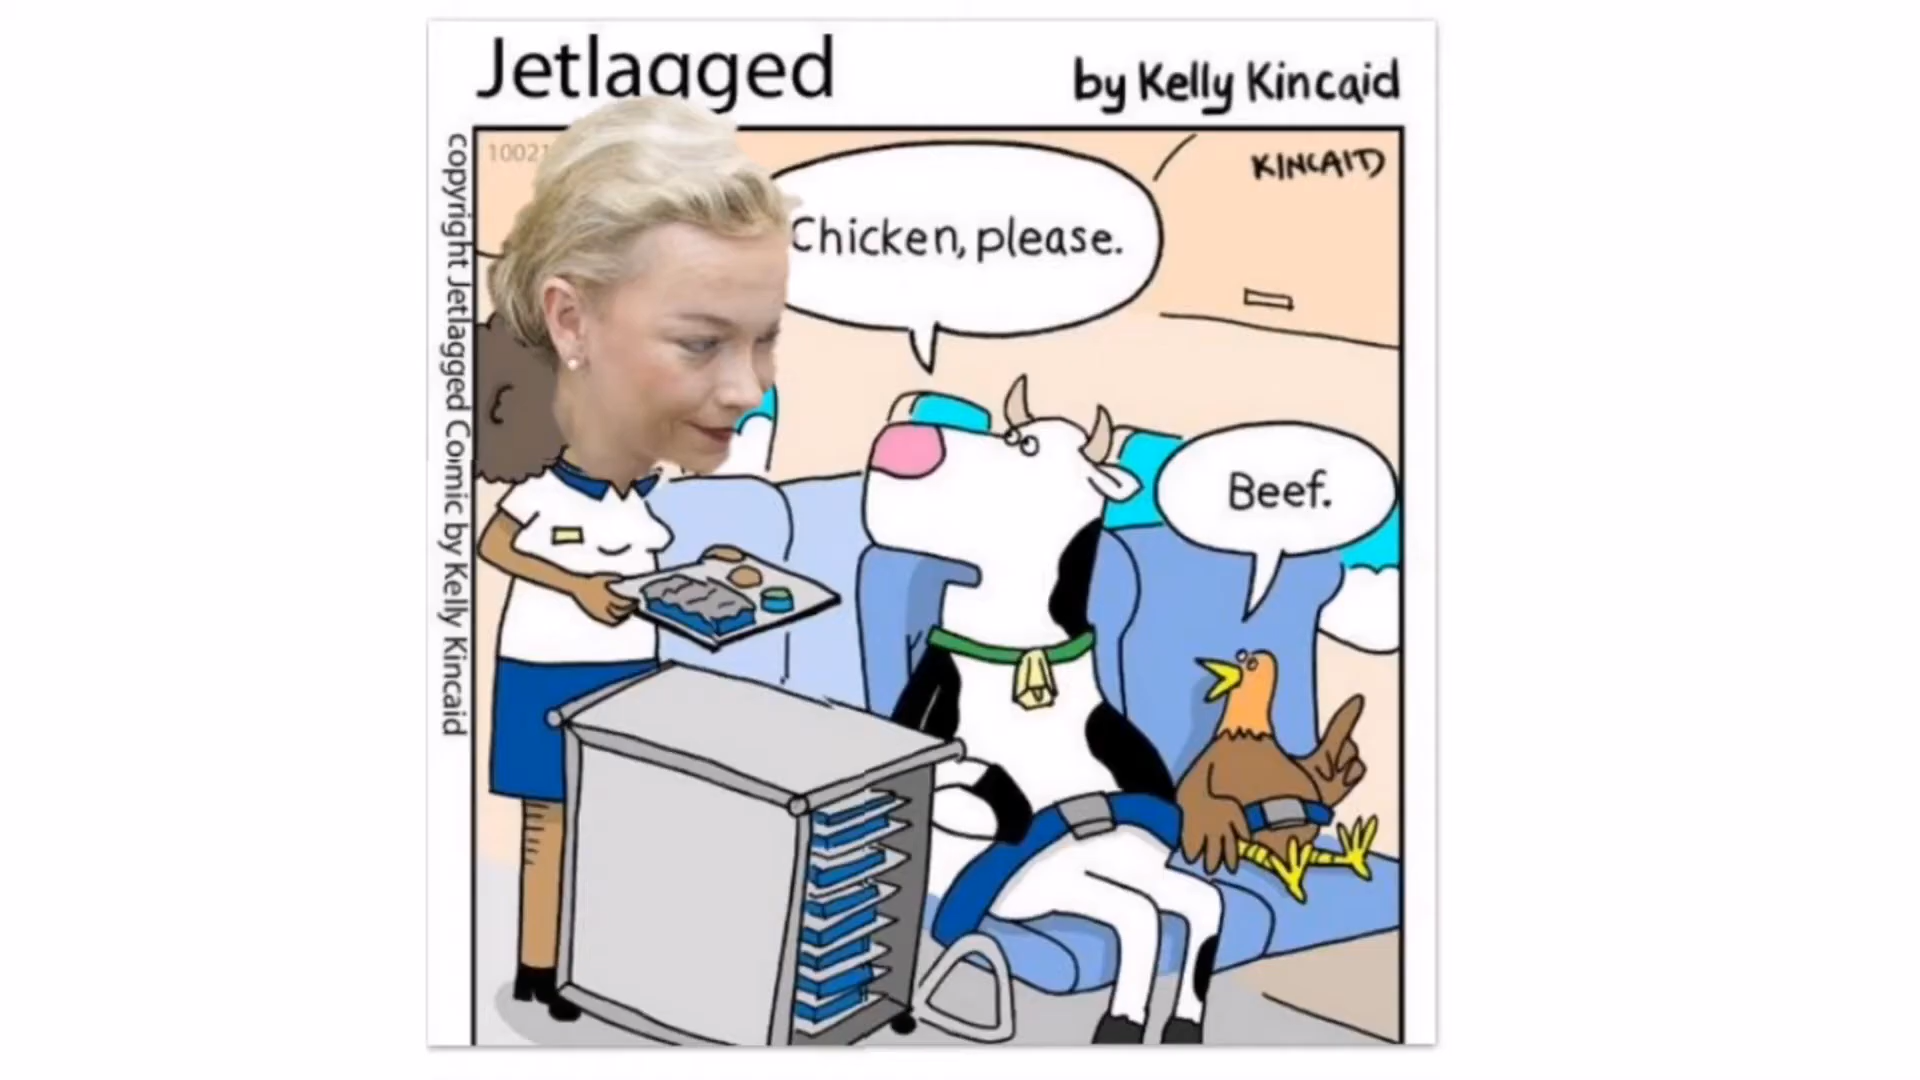 Jetlagged
by Kelly Kincaid
copyright Jetlagged Comic by Kelly Kincaid
KINCAID
Chicken, please.
Beef.